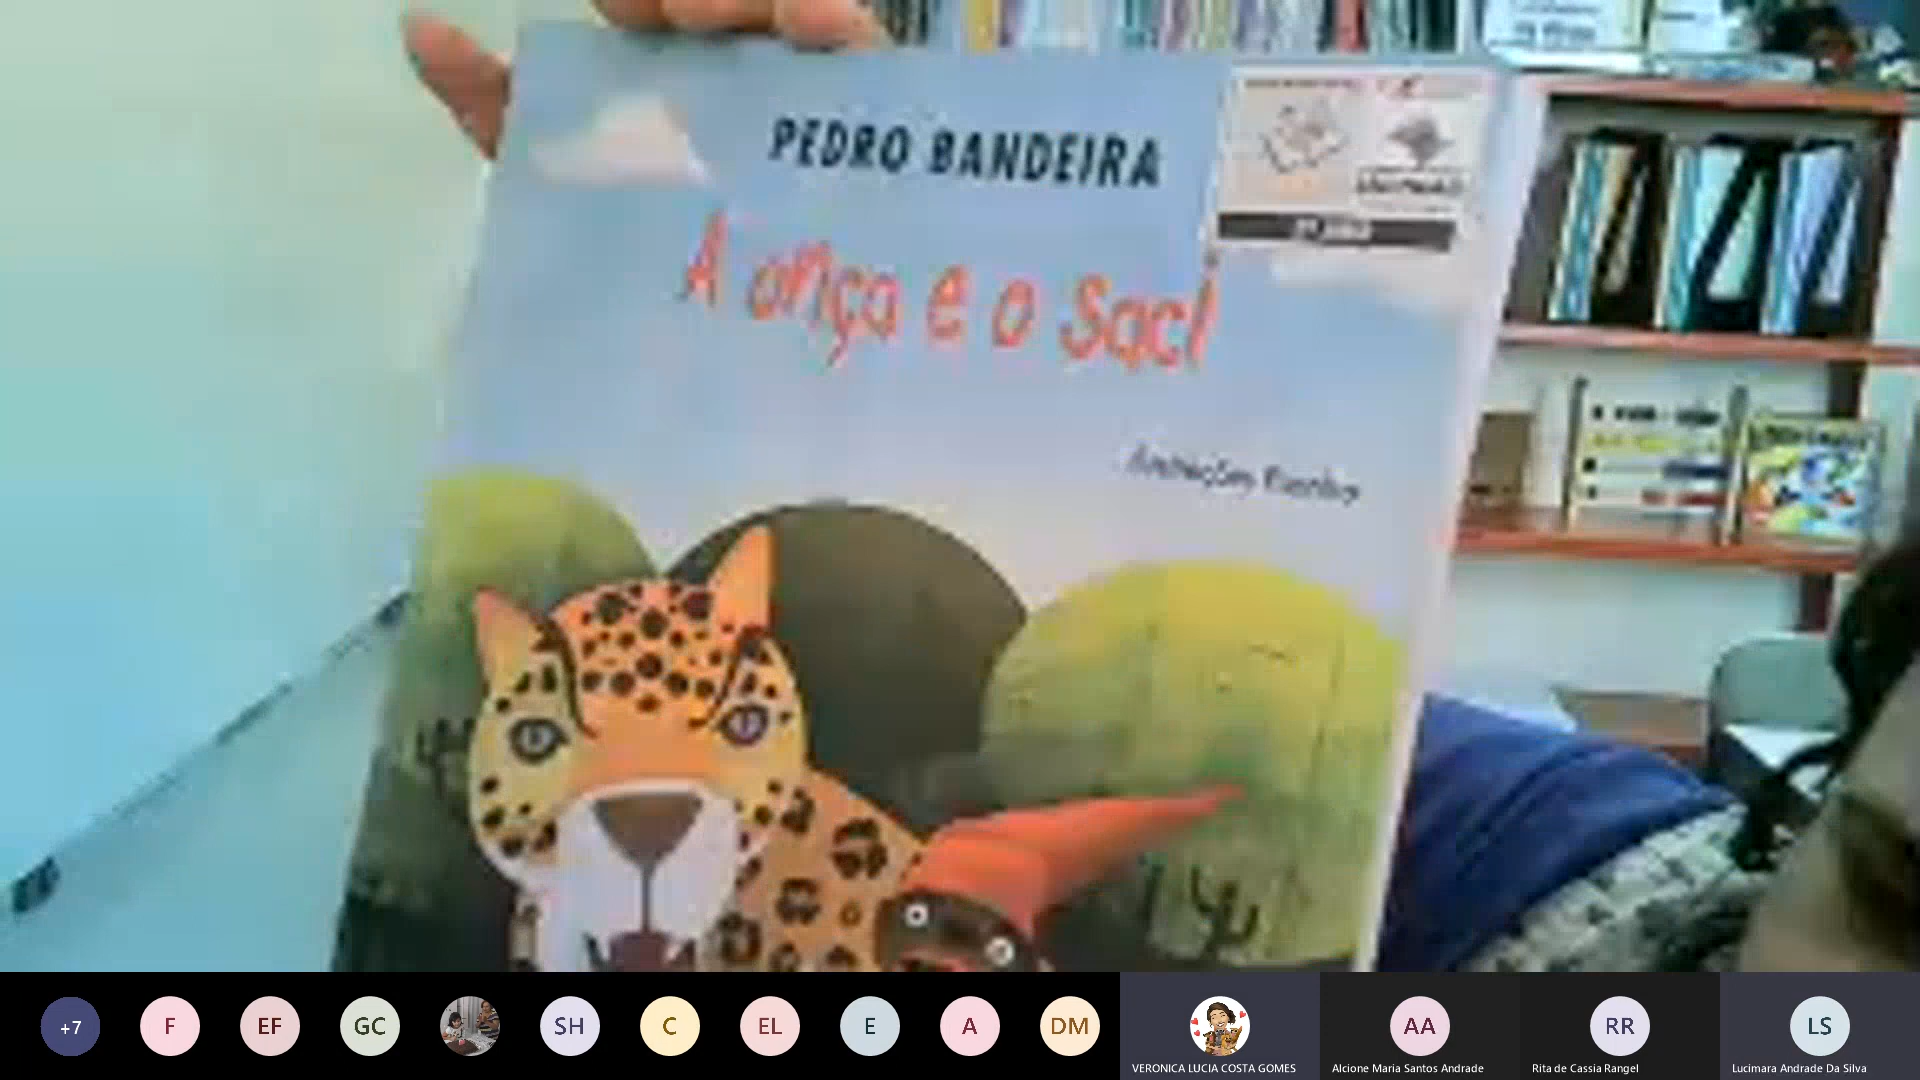 PEDRO BANDEIRA
A onça e o Saci
+7
F
EF
GC
SH
C
EL
E
A
DM
VERONICA LUCIA COSTA GOMES
AA
Alcione Maria Santos Andrade
RR
Rita de Cassia Rangel
LS
Lucimara Andrade Da Silva